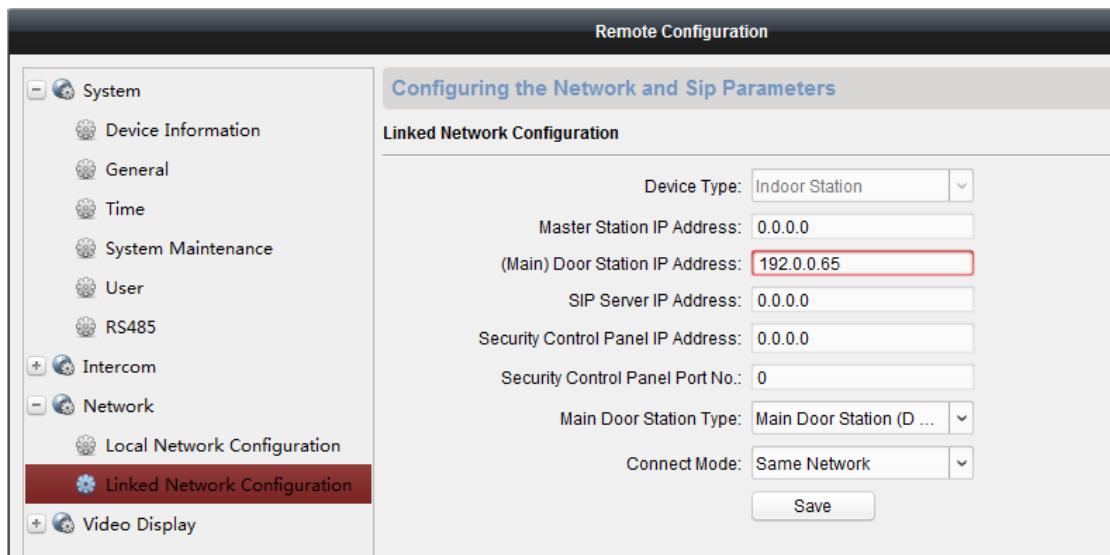 Remote Configuration
System
Device Information
General
Time
System Maintenance
User
RS485
Intercom
Network
Local Network Configuration
Linked Network Configuration
Video Display
Configuring the Network and Sip Parameters
Linked Network Configuration
Device Type: Indoor Station
Master Station IP Address: 0.0.0.0
(Main) Door Station IP Address: 192.0.0.65
SIP Server IP Address: 0.0.0.0
Security Control Panel IP Address: 0.0.0.0
Security Control Panel Port No.: 0
Main Door Station Type: Main Door Station (D ...
Connect Mode: Same Network
Save